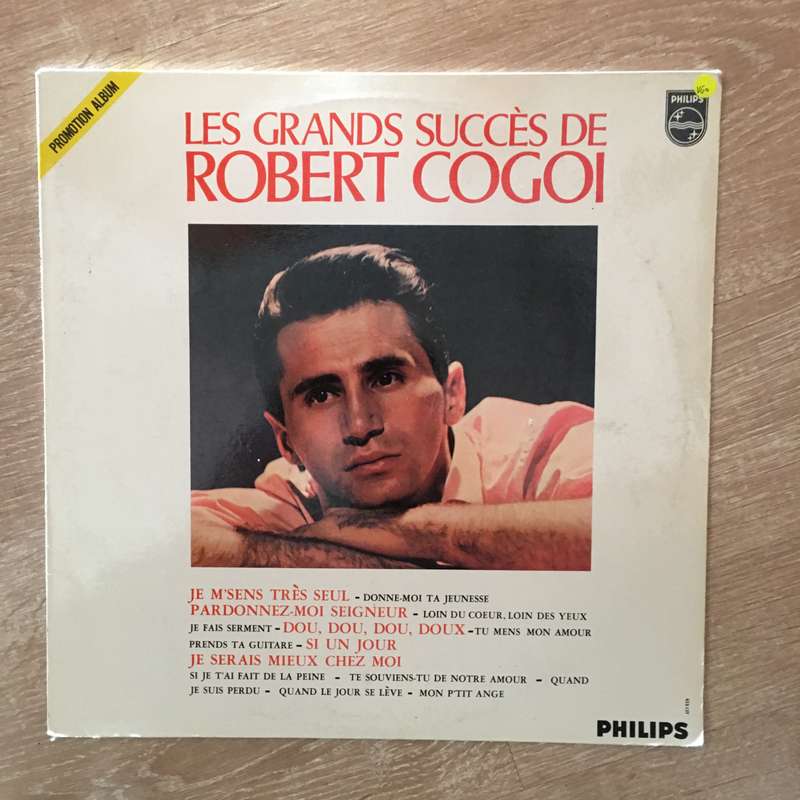 PROMOTION ALBUM
VG+
PHILIPS
LES GRANDS SUCCÈS DE
ROBERT COGOI
JE M'SENS TRÈS SEUL – DONNE-MOI TA JEUNESSE
PARDONNEZ-MOI SEIGNEUR – LOIN DU COEUR, LOIN DES YEUX
JE FAIS SERMENT – DOU, DOU, DOU, DOUX – TU MENS MON AMOUR
PRENDS TA GUITARE – SI UN JOUR
JE SERAIS MIEUX CHEZ MOI
SI JE T'AI FAIT DE LA PEINE – TE SOUVIENS-TU DE NOTRE AMOUR – QUAND
JE SUIS PERDU – QUAND LE JOUR SE LÈVE – MON P'TIT ANGE
PHILIPS